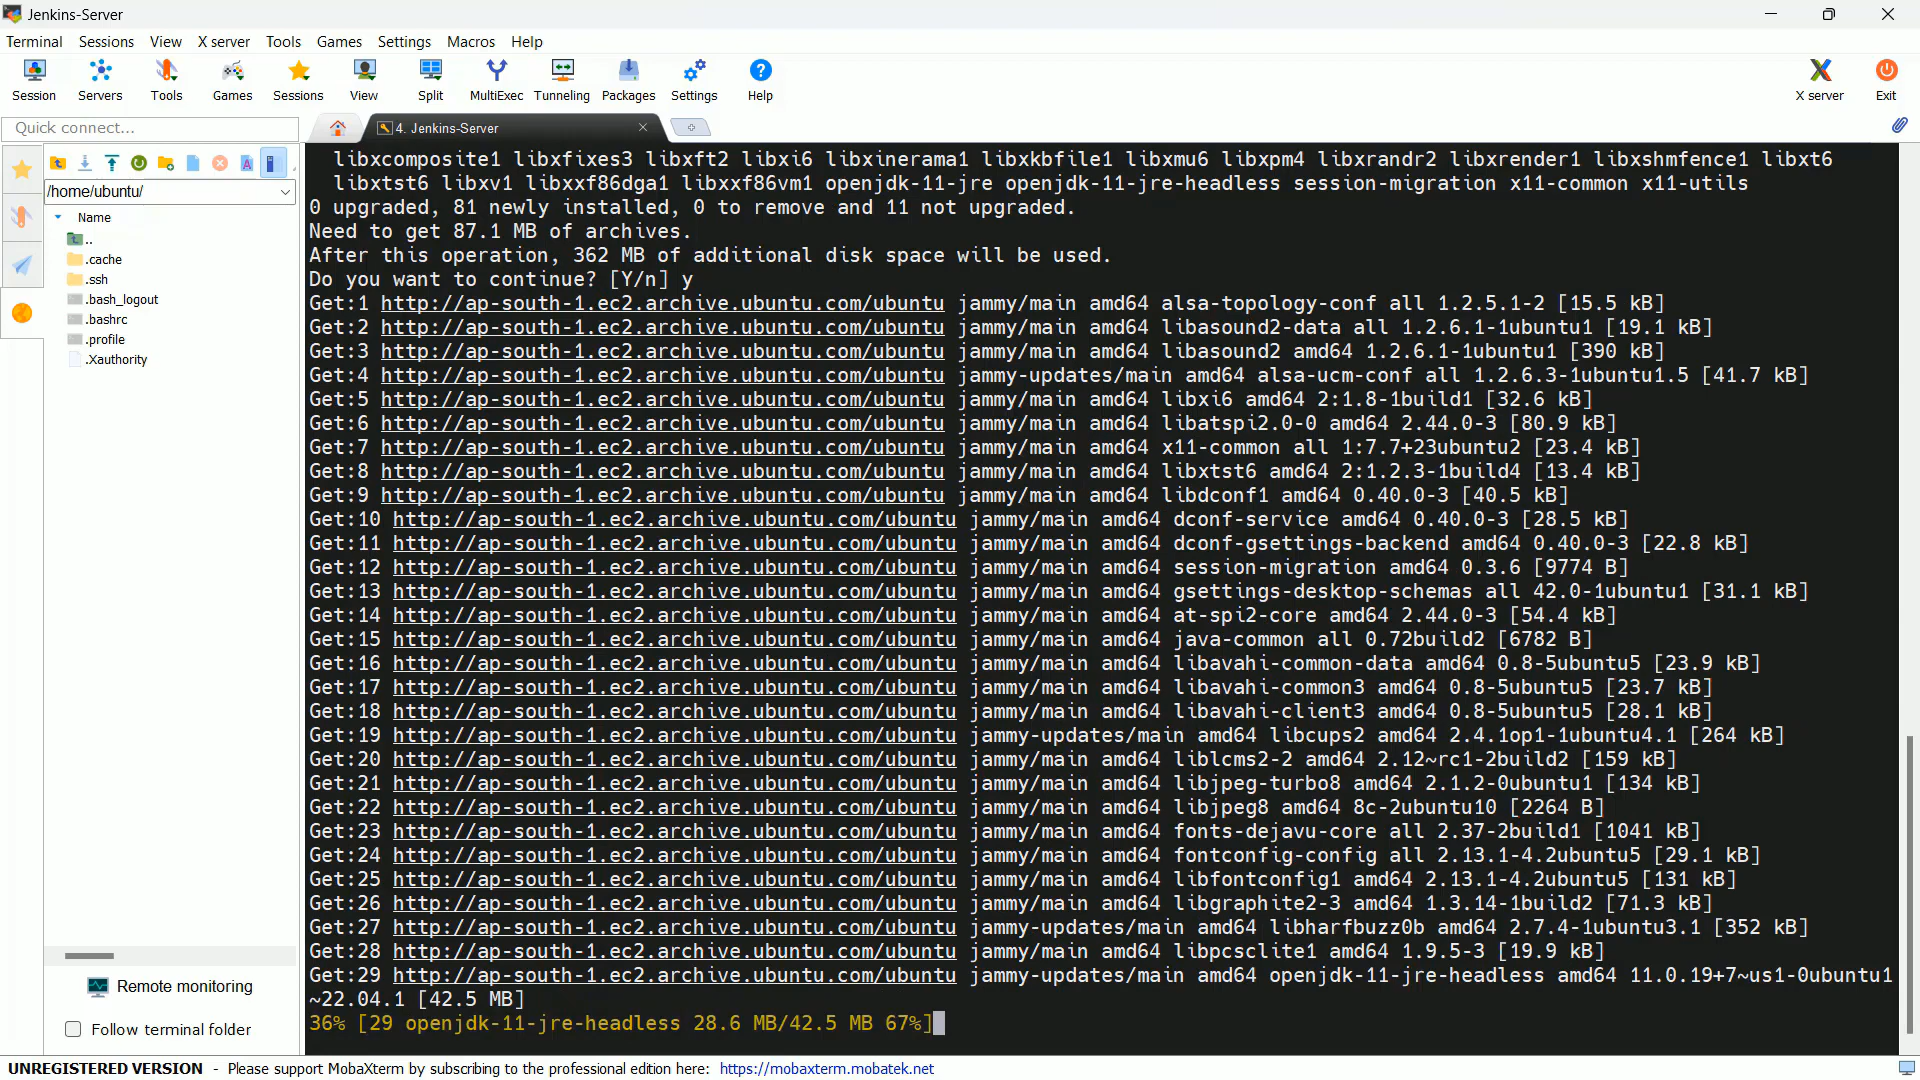 Jenkins-Server
Terminal Sessions View X server Tools Games Settings Macros Help
Session Servers Tools Games Sessions View Split MultiExec Tunneling Packages Settings Help X server Exit
Quick connect...
4. Jenkins-Server
/home/ubuntu/
Name
..
.cache
.ssh
.bash_logout
.bashrc
.profile
.Xauthority
Remote monitoring
Follow terminal folder
libxcomposite1 libxfixes3 libxft2 libxi6 libxinerama1 libxkbfile1 libxmu6 libxpm4 libxrandr2 libxrender1 libxshmfence1 libxt6
libxtst6 libxv1 libxxf86dga1 libxxf86vm1 openjdk-11-jre openjdk-11-jre-headless session-migration x11-common x11-utils
0 upgraded, 81 newly installed, 0 to remove and 11 not upgraded.
Need to get 87.1 MB of archives.
After this operation, 362 MB of additional disk space will be used.
Do you want to continue? [Y/n] y
Get:1 http://ap-south-1.ec2.archive.ubuntu.com/ubuntu jammy/main amd64 alsa-topology-conf all 1.2.5.1-2 [15.5 kB]
Get:2 http://ap-south-1.ec2.archive.ubuntu.com/ubuntu jammy/main amd64 libasound2-data all 1.2.6.1-1ubuntu1 [19.1 kB]
Get:3 http://ap-south-1.ec2.archive.ubuntu.com/ubuntu jammy/main amd64 libasound2 amd64 1.2.6.1-1ubuntu1 [390 kB]
Get:4 http://ap-south-1.ec2.archive.ubuntu.com/ubuntu jammy-updates/main amd64 alsa-ucm-conf all 1.2.6.3-1ubuntu1.5 [41.7 kB]
Get:5 http://ap-south-1.ec2.archive.ubuntu.com/ubuntu jammy/main amd64 libxi6 amd64 2:1.8-1build1 [32.6 kB]
Get:6 http://ap-south-1.ec2.archive.ubuntu.com/ubuntu jammy/main amd64 libatspi2.0-0 amd64 2.44.0-3 [80.9 kB]
Get:7 http://ap-south-1.ec2.archive.ubuntu.com/ubuntu jammy/main amd64 x11-common all 1:7.7+23ubuntu2 [23.4 kB]
Get:8 http://ap-south-1.ec2.archive.ubuntu.com/ubuntu jammy/main amd64 libxtst6 amd64 2:1.2.3-1build4 [13.4 kB]
Get:9 http://ap-south-1.ec2.archive.ubuntu.com/ubuntu jammy/main amd64 libdconf1 amd64 0.40.0-3 [40.5 kB]
Get:10 http://ap-south-1.ec2.archive.ubuntu.com/ubuntu jammy/main amd64 dconf-service amd64 0.40.0-3 [28.5 kB]
Get:11 http://ap-south-1.ec2.archive.ubuntu.com/ubuntu jammy/main amd64 dconf-gsettings-backend amd64 0.40.0-3 [22.8 kB]
Get:12 http://ap-south-1.ec2.archive.ubuntu.com/ubuntu jammy/main amd64 session-migration amd64 0.3.6 [9774 B]
Get:13 http://ap-south-1.ec2.archive.ubuntu.com/ubuntu jammy/main amd64 gsettings-desktop-schemas all 42.0-1ubuntu1 [31.1 kB]
Get:14 http://ap-south-1.ec2.archive.ubuntu.com/ubuntu jammy/main amd64 at-spi2-core amd64 2.44.0-3 [54.4 kB]
Get:15 http://ap-south-1.ec2.archive.ubuntu.com/ubuntu jammy/main amd64 java-common all 0.72build2 [6782 B]
Get:16 http://ap-south-1.ec2.archive.ubuntu.com/ubuntu jammy/main amd64 libavahi-common-data amd64 0.8-5ubuntu5 [23.9 kB]
Get:17 http://ap-south-1.ec2.archive.ubuntu.com/ubuntu jammy/main amd64 libavahi-common3 amd64 0.8-5ubuntu5 [23.7 kB]
Get:18 http://ap-south-1.ec2.archive.ubuntu.com/ubuntu jammy/main amd64 libavahi-client3 amd64 0.8-5ubuntu5 [28.1 kB]
Get:19 http://ap-south-1.ec2.archive.ubuntu.com/ubuntu jammy-updates/main amd64 libcups2 amd64 2.4.1op1-1ubuntu4.1 [264 kB]
Get:20 http://ap-south-1.ec2.archive.ubuntu.com/ubuntu jammy/main amd64 liblcms2-2 amd64 2.12~rc1-2build2 [159 kB]
Get:21 http://ap-south-1.ec2.archive.ubuntu.com/ubuntu jammy/main amd64 libjpeg-turbo8 amd64 2.1.2-0ubuntu1 [134 kB]
Get:22 http://ap-south-1.ec2.archive.ubuntu.com/ubuntu jammy/main amd64 libjpeg8 amd64 8c-2ubuntu10 [2264 B]
Get:23 http://ap-south-1.ec2.archive.ubuntu.com/ubuntu jammy/main amd64 fonts-dejavu-core all 2.37-2build1 [1041 kB]
Get:24 http://ap-south-1.ec2.archive.ubuntu.com/ubuntu jammy/main amd64 fontconfig-config all 2.13.1-4.2ubuntu5 [29.1 kB]
Get:25 http://ap-south-1.ec2.archive.ubuntu.com/ubuntu jammy/main amd64 libfontconfig1 amd64 2.13.1-4.2ubuntu5 [131 kB]
Get:26 http://ap-south-1.ec2.archive.ubuntu.com/ubuntu jammy/main amd64 libgraphite2-3 amd64 1.3.14-1build2 [71.3 kB]
Get:27 http://ap-south-1.ec2.archive.ubuntu.com/ubuntu jammy-updates/main amd64 libharfbuzz0b amd64 2.7.4-1ubuntu3.1 [352 kB]
Get:28 http://ap-south-1.ec2.archive.ubuntu.com/ubuntu jammy/main amd64 libpcsclite1 amd64 1.9.5-3 [19.9 kB]
Get:29 http://ap-south-1.ec2.archive.ubuntu.com/ubuntu jammy-updates/main amd64 openjdk-11-jre-headless amd64 11.0.19+7~us1-0ubuntu1
~22.04.1 [42.5 MB]
36% [29 openjdk-11-jre-headless 28.6 MB/42.5 MB 67%]
UNREGISTERED VERSION - Please support MobaXterm by subscribing to the professional edition here: https://mobaxterm.mobatek.net